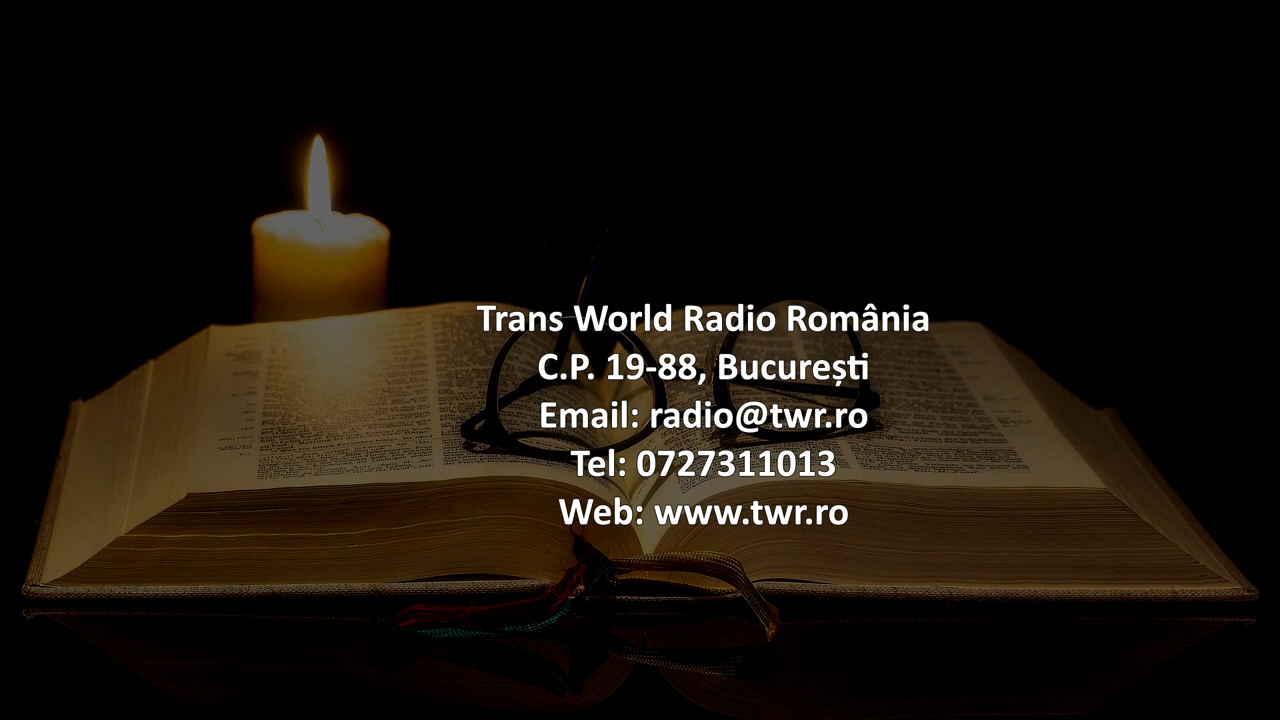 Trans World Radio România
C.P. 19-88, București
Email: radio@twr.ro
Tel: 0727311013
Web: www.twr.ro